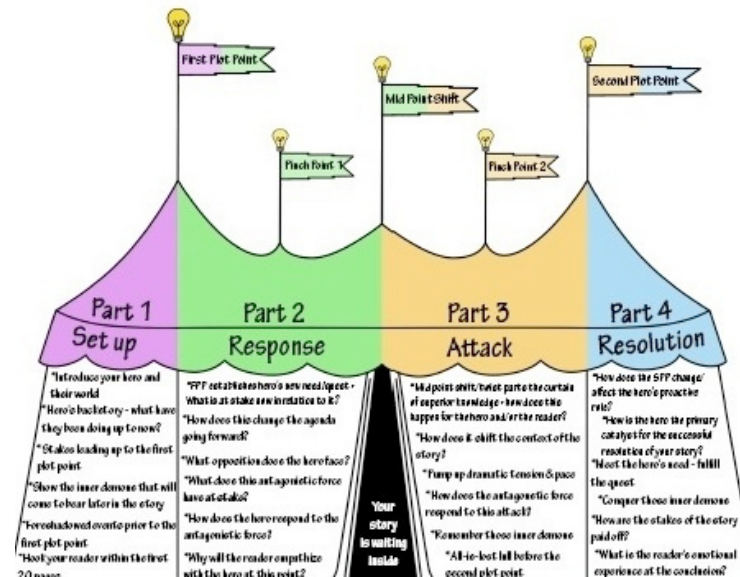 First Plot Point
Mid Point Shift
Second Plot Point
Pinch Point 1
Pinch Point 2
Part 1
Set up
Part 2
Response
Part 3
Attack
Part 4
Resolution
*Introduce your hero and
their world
*Hero's backstory - what have
they been doing up to now?
*Stakes leading up to the first
plot point
*Show the inner demons that will
come to bear later in the story
*Foreshadowed events prior to the
first plot point
*Hook your reader within the first
20 pages
*FPP establishes hero's new need/quest -
What is at stake now in relation to it?
*How does this change the agenda
going forward?
*What opposition does the hero face?
*What does this antagonistic force
have at stake?
*How does the hero respond to the
antagonistic force?
*Why will the reader empathize
with the hero at this point?
Your
story
is waiting
inside
*Midpoint shift/twist parts the curtain
of superior knowledge - how does this
happen for the hero and/or the reader?
*How does it shift the context of the
story?
*Pump up dramatic tension & pace
*How does the antagonistic force
respond to this attack?
*Remember those inner demons
*All-is-lost lull before the
second plot point
*How does the SPP change/
affect the hero's proactive
role?
*How is the hero the primary
catalyst for the successful
resolution of your story?
*Meet the hero's need - fulfill
the quest
*Conquer those inner demons
*How are the stakes of the story
paid off?
*What is the reader's emotional
experience at the conclusion?